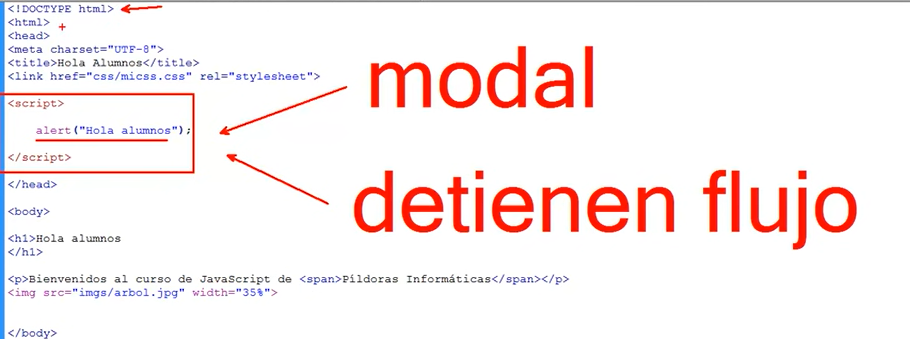 <!DOCTYPE html>
<html>
<head>
<meta charset="UTF-8">
<title>Hola Alumnos</title>
<link href="css/micss.css" rel="stylesheet">
modal
<script>
alert("Hola alumnos");
</script>
detienen flujo
</head>
<body>
<h1>Hola alumnos
</h1>
<p>Bienvenidos al curso de JavaScript de <span>Píldoras Informáticas</span></p>
<img src="imgs/arbol.jpg" width="35%">
</body>